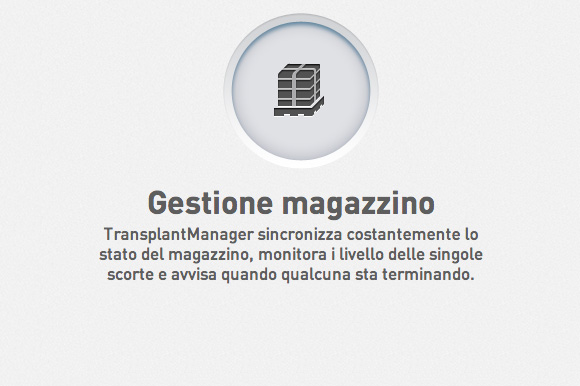 Gestione magazzino
TransplantManager sincronizza costantemente lo
stato del magazzino, monitora i livello delle singole
scorte e avvisa quando qualcuna sta terminando.